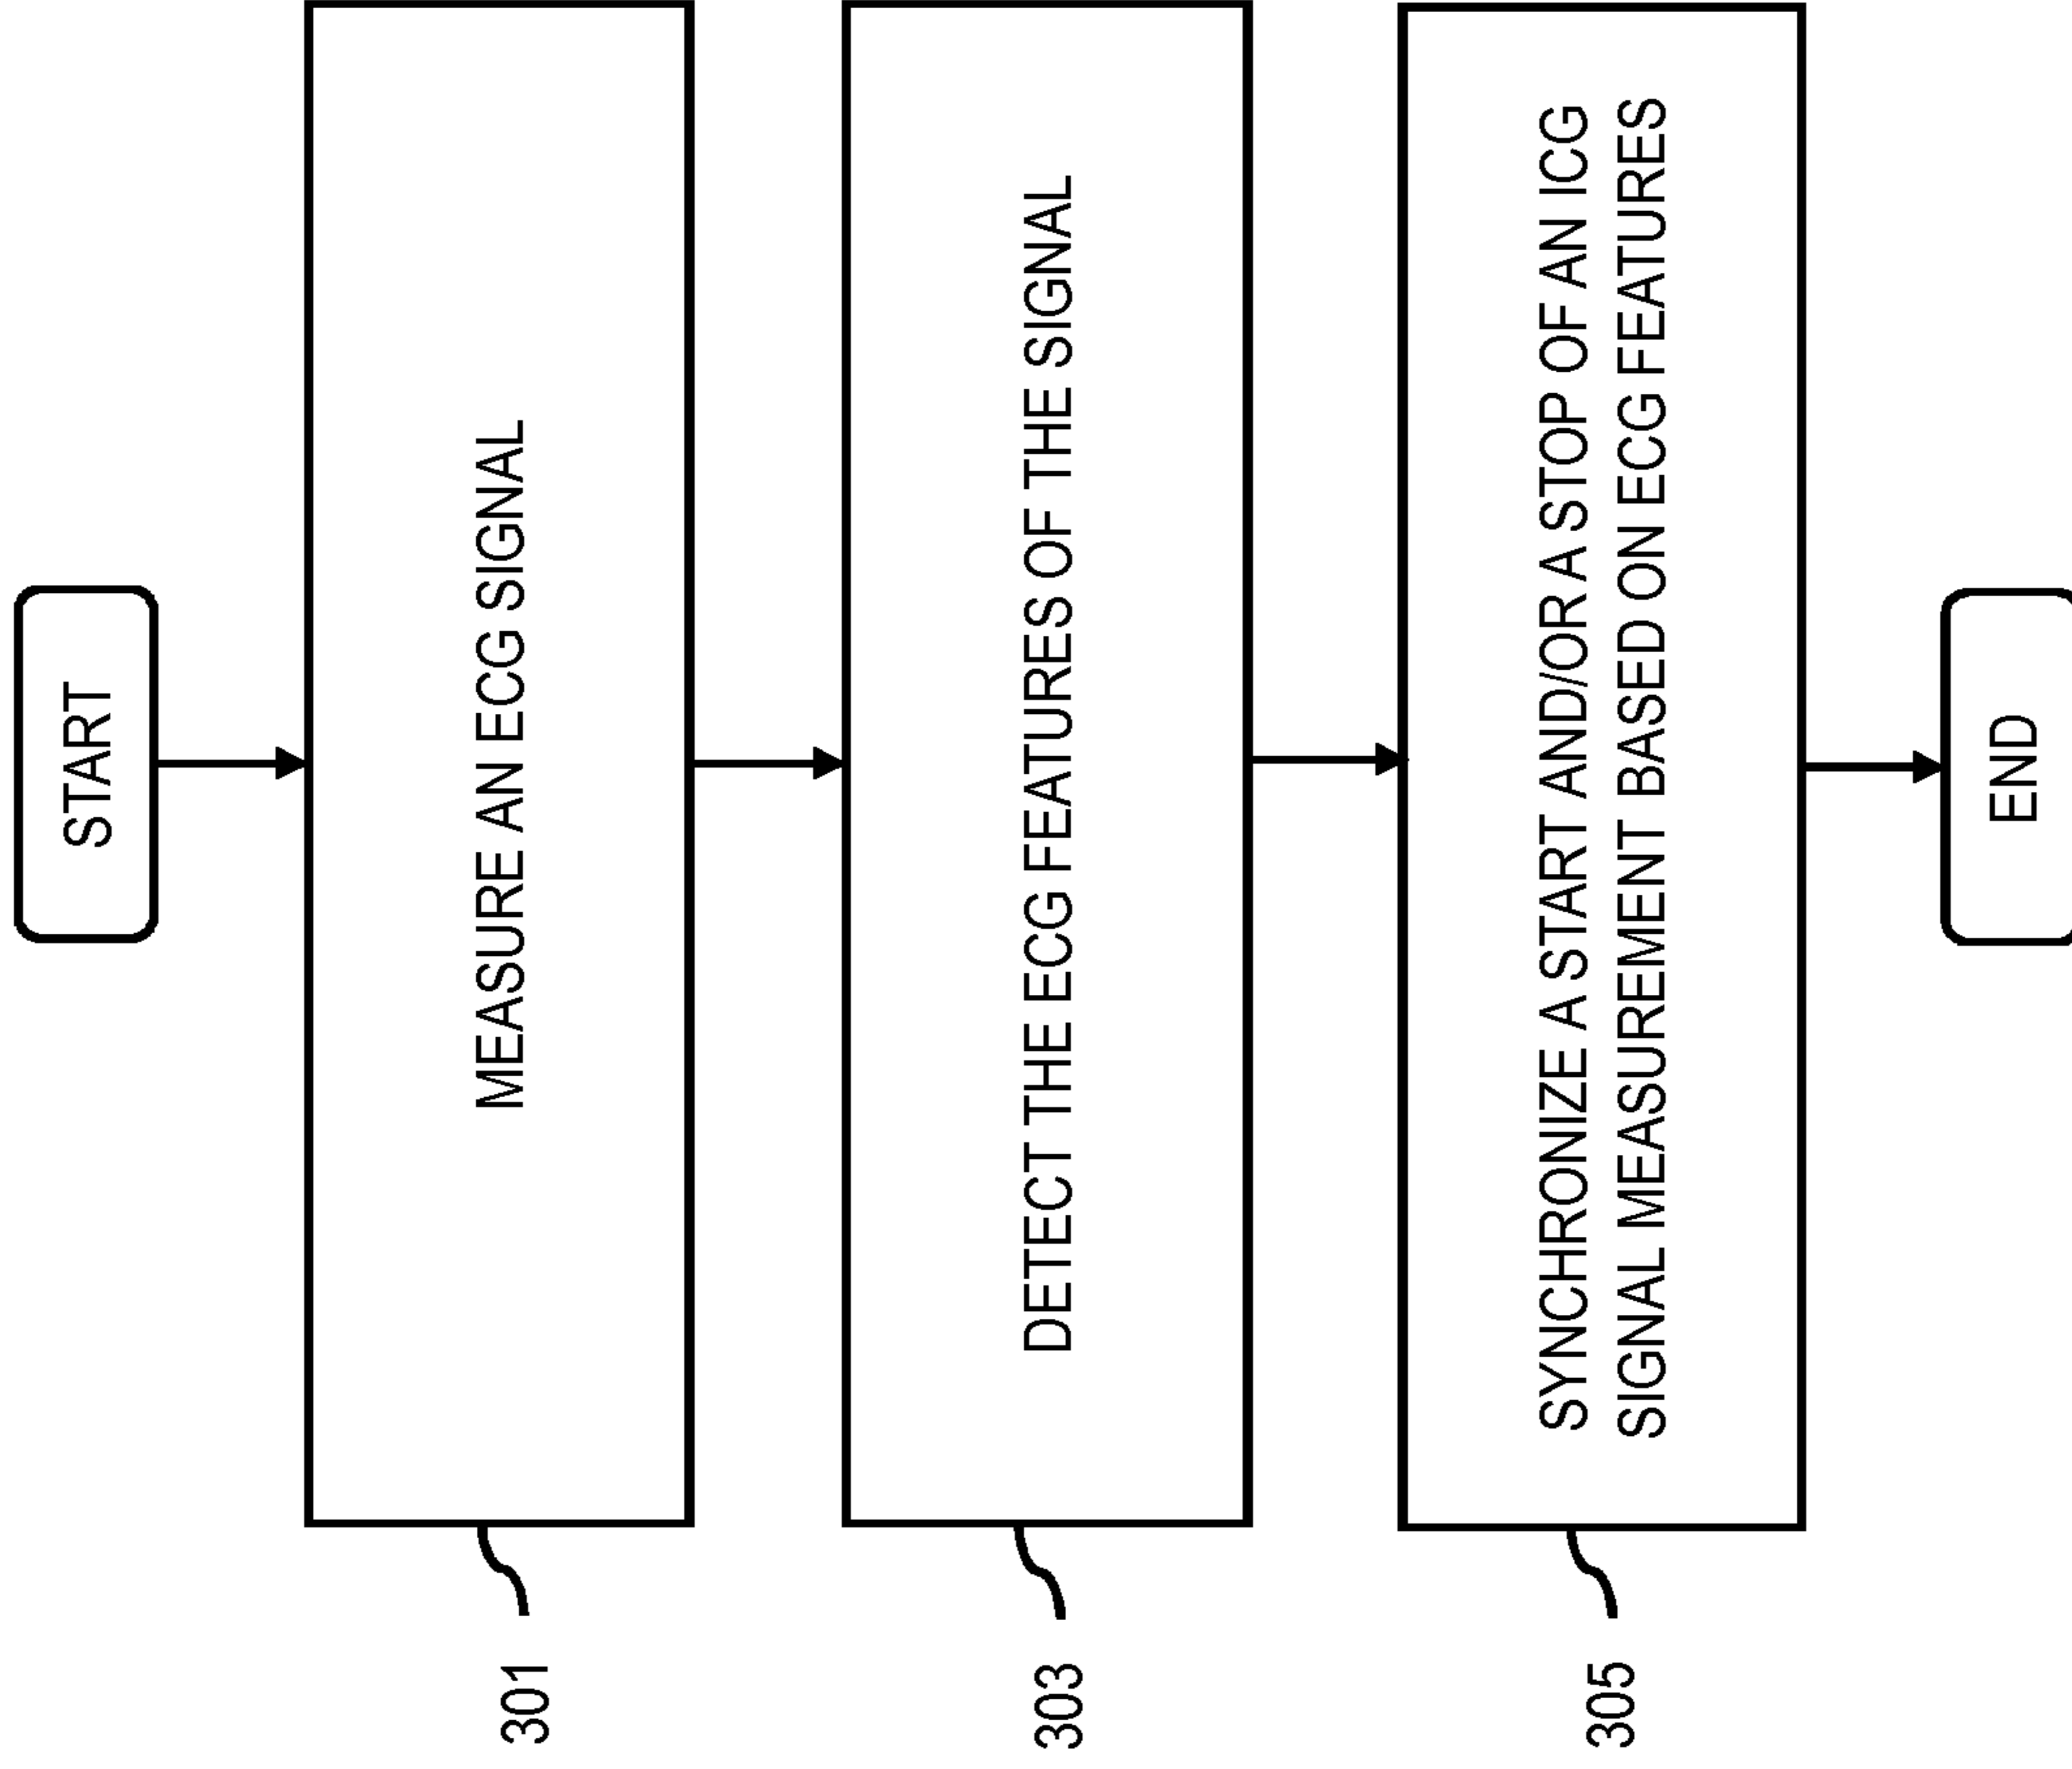 START
MEASURE AN ECG SIGNAL
301
DETECT THE ECG FEATURES OF THE SIGNAL
303
SYNCHRONIZE A START AND/OR A STOP OF AN ICG
SIGNAL MEASUREMENT BASED ON ECG FEATURES
305
END